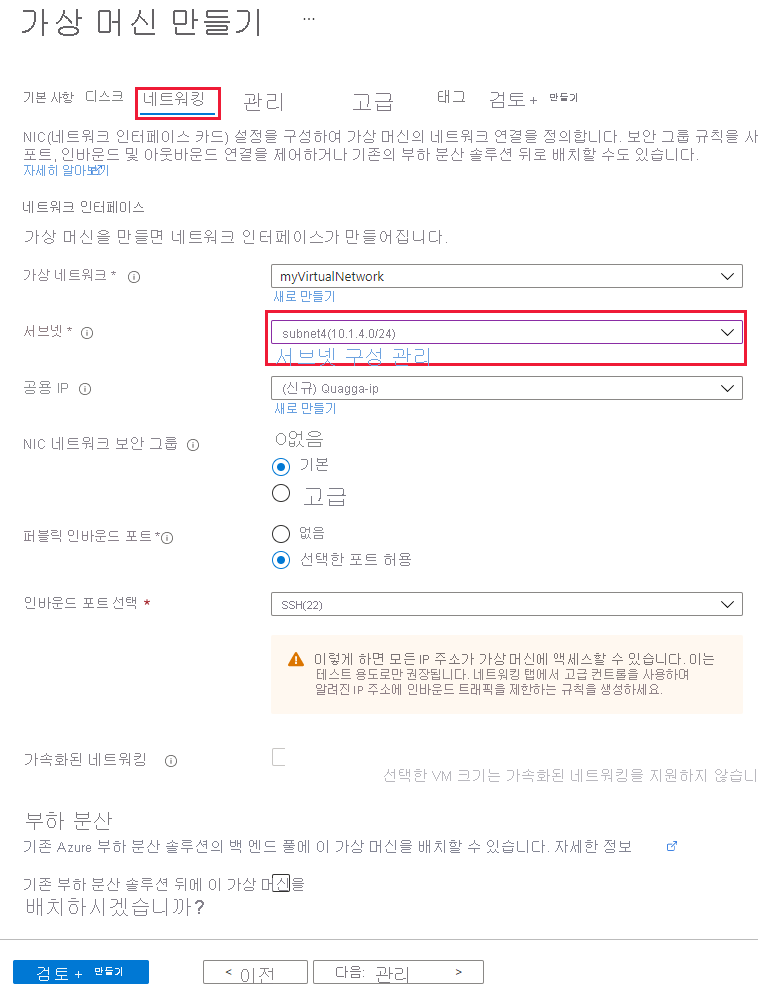 가상 머신 만들기 ...
기본 사항 디스크 네트워킹 관리 고급 태그 검토 + 만들기
NIC(네트워크 인터페이스 카드) 설정을 구성하여 가상 머신의 네트워크 연결을 정의합니다. 보안 그룹 규칙을 사
포트, 인바운드 및 아웃바운드 연결을 제어하거나 기존의 부하 분산 솔루션 뒤로 배치할 수도 있습니다.
자세히 알아보기
네트워크 인터페이스
가상 머신을 만들면 네트워크 인터페이스가 만들어집니다.
가상 네트워크 * myVirtualNetwork
새로 만들기
서브넷 * subnet4(10.1.4.0/24)
서브넷 구성 관리
공용 IP (신규) Quagga-ip
새로 만들기
NIC 네트워크 보안 그룹 O없음
기본
고급
퍼블릭 인바운드 포트 * 없음
선택한 포트 허용
인바운드 포트 선택 * SSH(22)
이렇게 하면 모든 IP 주소가 가상 머신에 액세스할 수 있습니다. 이는
테스트 용도로만 권장됩니다. 네트워킹 탭에서 고급 컨트롤을 사용하여
알려진 IP 주소에 인바운드 트래픽을 제한하는 규칙을 생성하세요.
가속화된 네트워킹
선택한 VM 크기는 가속화된 네트워킹을 지원하지 않습니
부하 분산
기존 Azure 부하 분산 솔루션의 백 엔드 풀에 이 가상 머신을 배치할 수 있습니다. 자세한 정보
기존 부하 분산 솔루션 뒤에 이 가상 머신을
배치하시겠습니까?
검토 + 만들기 < 이전 다음: 관리 >